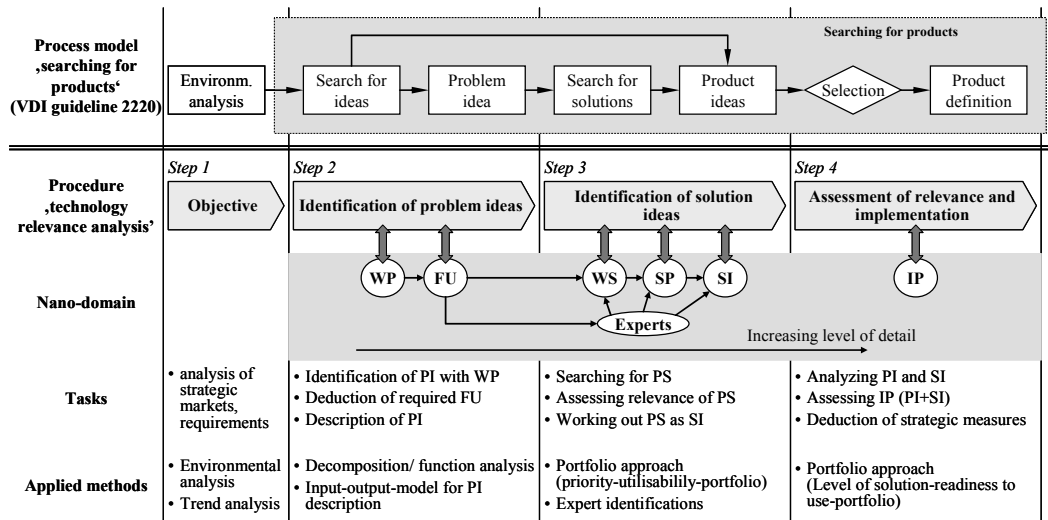 Process model
‚searching for
products‘
(VDI guideline 2220)
Searching for products
Environm.
analysis
Search for
ideas
Problem
idea
Search for
solutions
Product
ideas
Selection
Product
definition
Procedure
‚technology
relevance analysis’
Step 1
Objective
Step 2
Identification of problem ideas
Step 3
Identification of solution
ideas
Step 4
Assessment of relevance and
implementation
Nano-domain
WP
FU
WS
SP
SI
IP
Experts
Increasing level of detail
Tasks
• analysis of
strategic
markets,
requirements
• Identification of PI with WP
• Deduction of required FU
• Description of PI
• Searching for PS
• Assessing relevance of PS
• Working out PS as SI
• Analyzing PI and SI
• Assessing IP (PI+SI)
• Deduction of strategic measures
Applied methods
• Environmental
analysis
• Trend analysis
• Decomposition/ function analysis
• Input-output-model for PI
description
• Portfolio approach
(priority-utilisability-portfolio)
• Expert identifications
• Portfolio approach
(Level of solution-readiness to
use-portfolio)